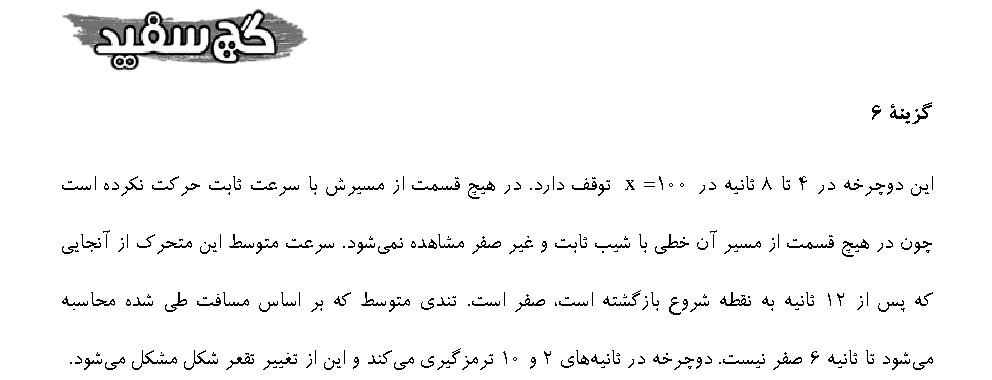 گچ سفید
گزینهٔ ۶
این دوچرخه در ۴ تا ۸ ثانیه در x =۱۰۰ توقف دارد. در هیچ قسمت از مسیرش با سرعت ثابت حرکت نکرده است
چون در هیچ قسمت از مسیر آن خطی با شیب ثابت و غیر صفر مشاهده نمی‌شود. سرعت متوسط این متحرک از آنجایی
که پس از ۱۲ ثانیه به نقطه شروع بازگشته است، صفر است. تندی متوسط که بر اساس مسافت طی شده محاسبه
می‌شود تا ثانیه ۶ صفر نیست. دوچرخه در ثانیه‌های ۲ و ۱۰ ترمزگیری می‌کند و این از تغییر تقعر شکل مشکل می‌شود.